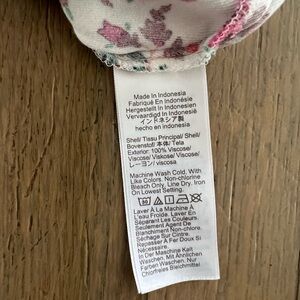 Made In Indonesia
Fabriqué En Indonésie
Hergestellt In Indonesien
Vervaardigd In Indonesië
インドネシア製
hecho en indonesia
Shell/Tissu Principal/Shell/
Bovenstof/ 本体/ Tela
Exterior: 100% Viscose/
Viscose/ Viskose/ Viscose/
レーヨン/ viscosa
Machine Wash Cold, With
Like Colors. Non-chlorine
Bleach Only, Line Dry. Iron
On Lowest Setting.
Laver À La Machine À
L'eau Froide. Laver En
Séparant Les Couleurs.
Seulement Agent De
Blanchiment Non-Chloré.
Séchage Sur Cintre.
Repasser À Fer Doux Si
Nécessaire.
In Der Maschine Kalt
Waschen. Mit Ähnlichen
Farben Waschen. Nur
Chlorfreies Bleichmittel